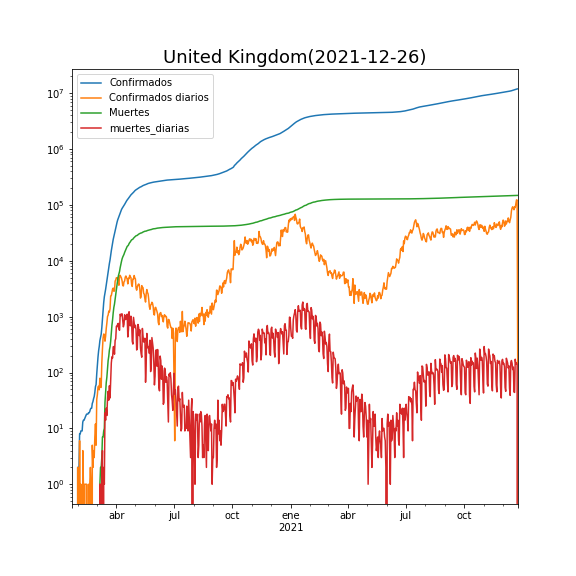 United Kingdom(2021-12-26)
Confirmados
Confirmados diarios
Muertes
muertes_diarias
10⁷
10⁶
10⁵
10⁴
10³
10²
10¹
10⁰
abr jul oct ene abr jul oct
2021